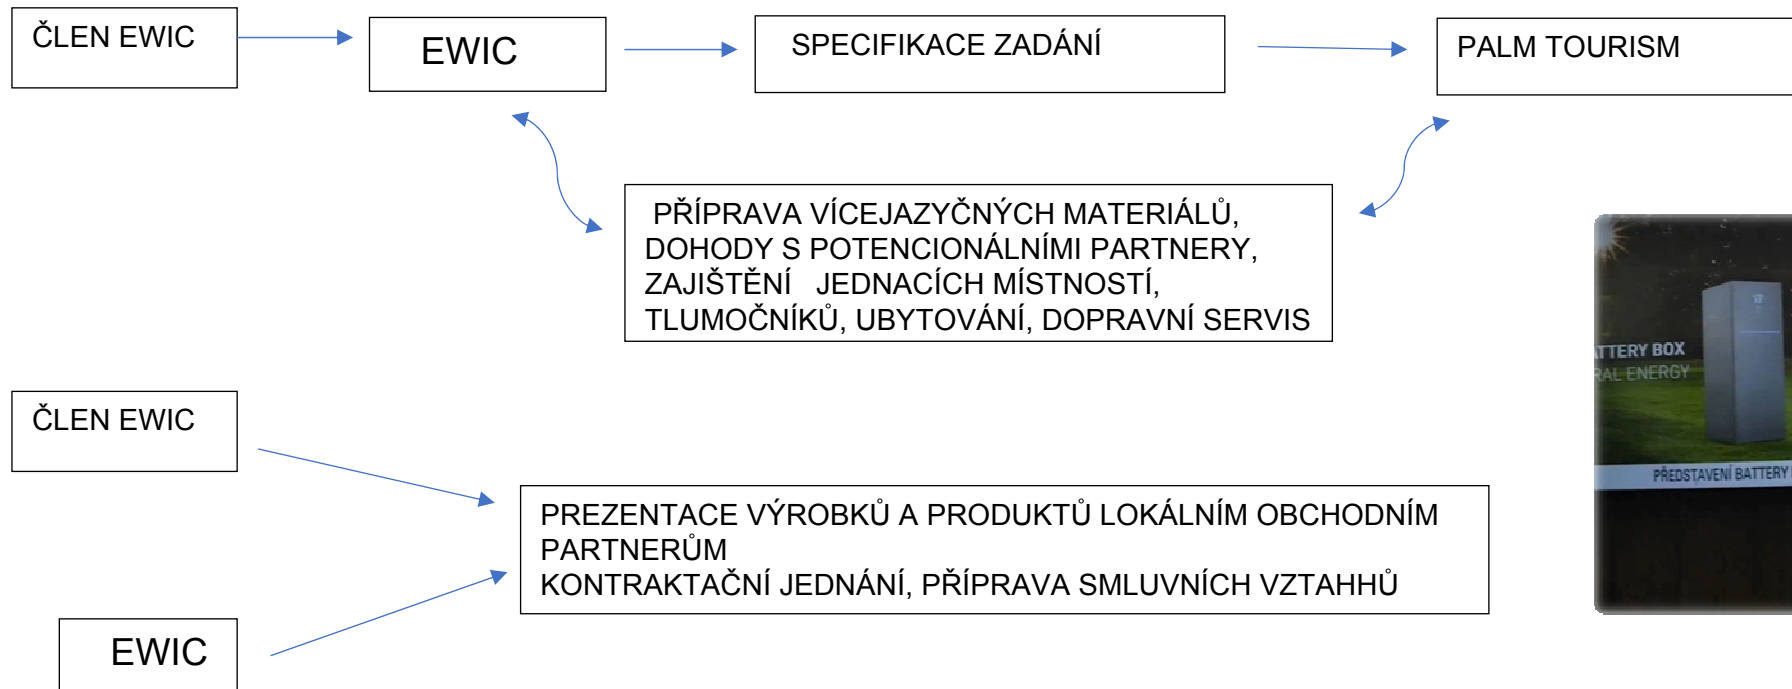 ČLEN EWIC
EWIC
SPECIFIKACE ZADÁNÍ
PALM TOURISM
PŘÍPRAVA VÍCEJAZYČNÝCH MATERIÁLŮ,
DOHODY S POTENCIONÁLNÍMI PARTNERY,
ZAJIŠTĚNÍ JEDNACÍCH MÍSTNOSTÍ,
TLUMOČNÍKŮ, UBYTOVÁNÍ, DOPRAVNÍ SERVIS
TTERY BOX
RAL ENERGY
PŘEDSTAVENÍ BATTERY
ČLEN EWIC
PREZENTACE VÝROBKŮ A PRODUKTŮ LOKÁLNÍM OBCHODNÍM
PARTNERŮM
KONTRAKTAČNÍ JEDNÁNÍ, PŘÍPRAVA SMLUVNÍCH VZTAHHŮ
EWIC